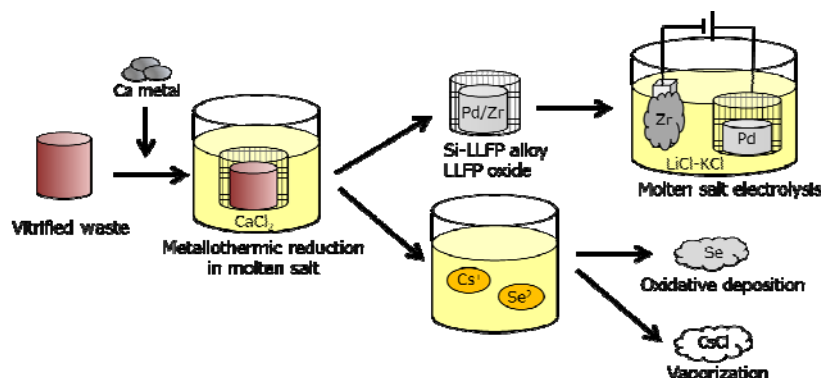 Ca metal
Vitrified waste
CaCl₂
Metallothermic reduction
in molten salt
Pd/Zr
Si-LLFP alloy
LLFP oxide
Zr
Pd
LiCl-KCl
Molten salt electrolysis
Cs⁺
Se²⁻
Se
Oxidative deposition
CsCl
Vaporization